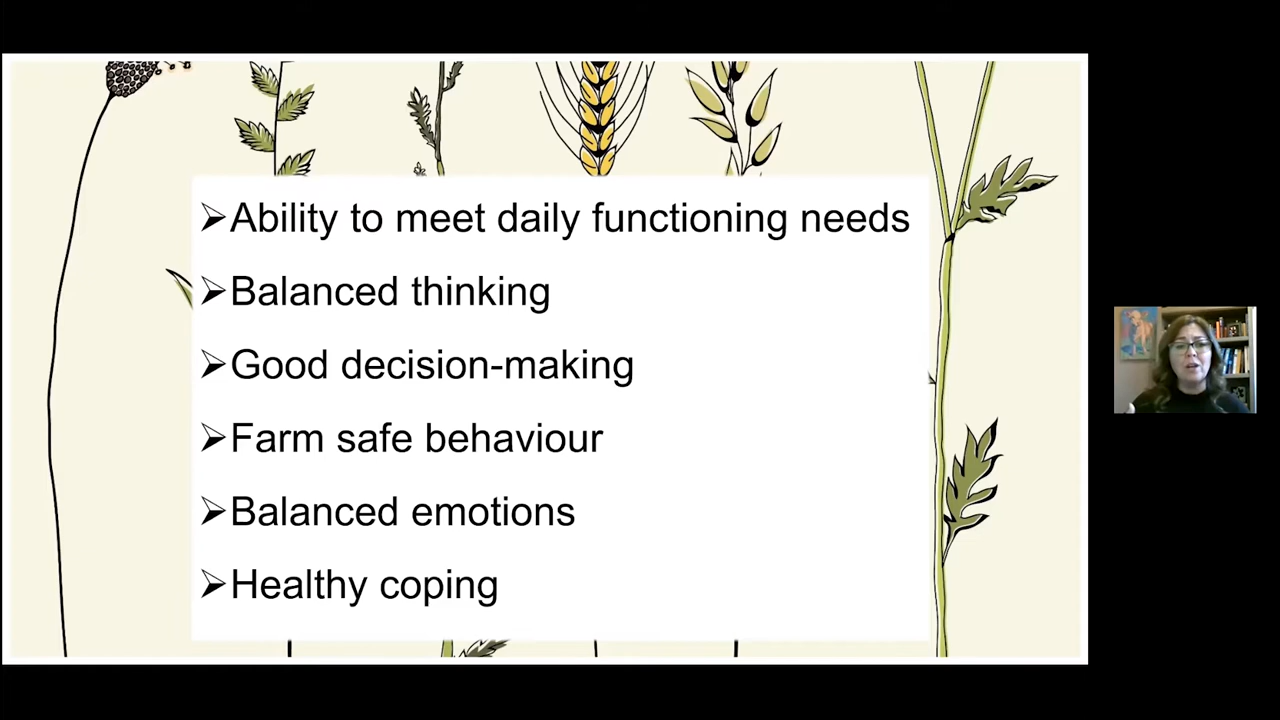 ➢Ability to meet daily functioning needs
➢Balanced thinking
➢Good decision-making
➢Farm safe behaviour
➢Balanced emotions
➢Healthy coping